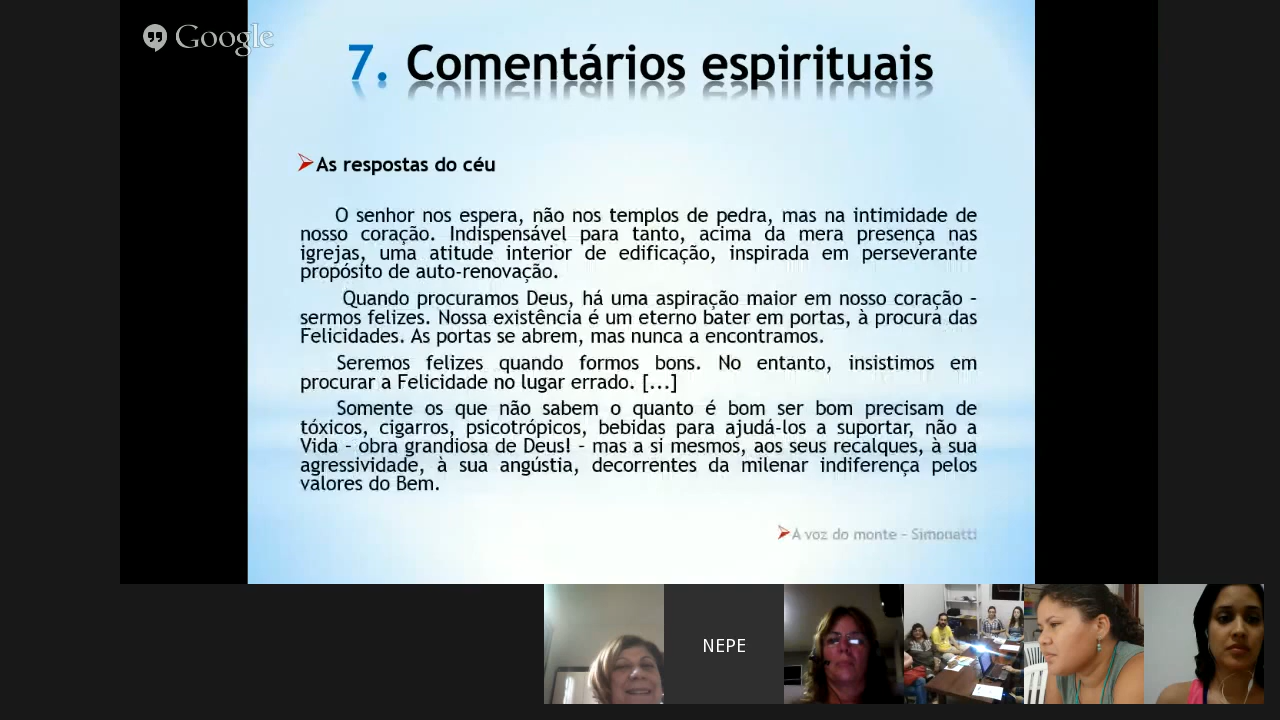 Google
7. Comentários espirituais
As respostas do céu
O senhor nos espera, não nos templos de pedra, mas na intimidade de
nosso coração. Indispensável para tanto, acima da mera presença nas
igrejas, uma atitude interior de edificação, inspirada em perseverante
propósito de auto-renovação.
Quando procuramos Deus, há uma aspiração maior em nosso coração –
sermos felizes. Nossa existência é um eterno bater em portas, à procura das
Felicidades. As portas se abrem, mas nunca a encontramos.
Seremos felizes quando formos bons. No entanto, insistimos em
procurar a Felicidade no lugar errado. [...]
Somente os que não sabem o quanto é bom ser bom precisam de
tóxicos, cigarros, psicotrópicos, bebidas para ajudá-los a suportar, não a
Vida – obra grandiosa de Deus! – mas a si mesmos, aos seus recalques, à sua
agressividade, à sua angústia, decorrentes da milenar indiferença pelos
valores do Bem.
A voz do monte – Simonetti
NEPE